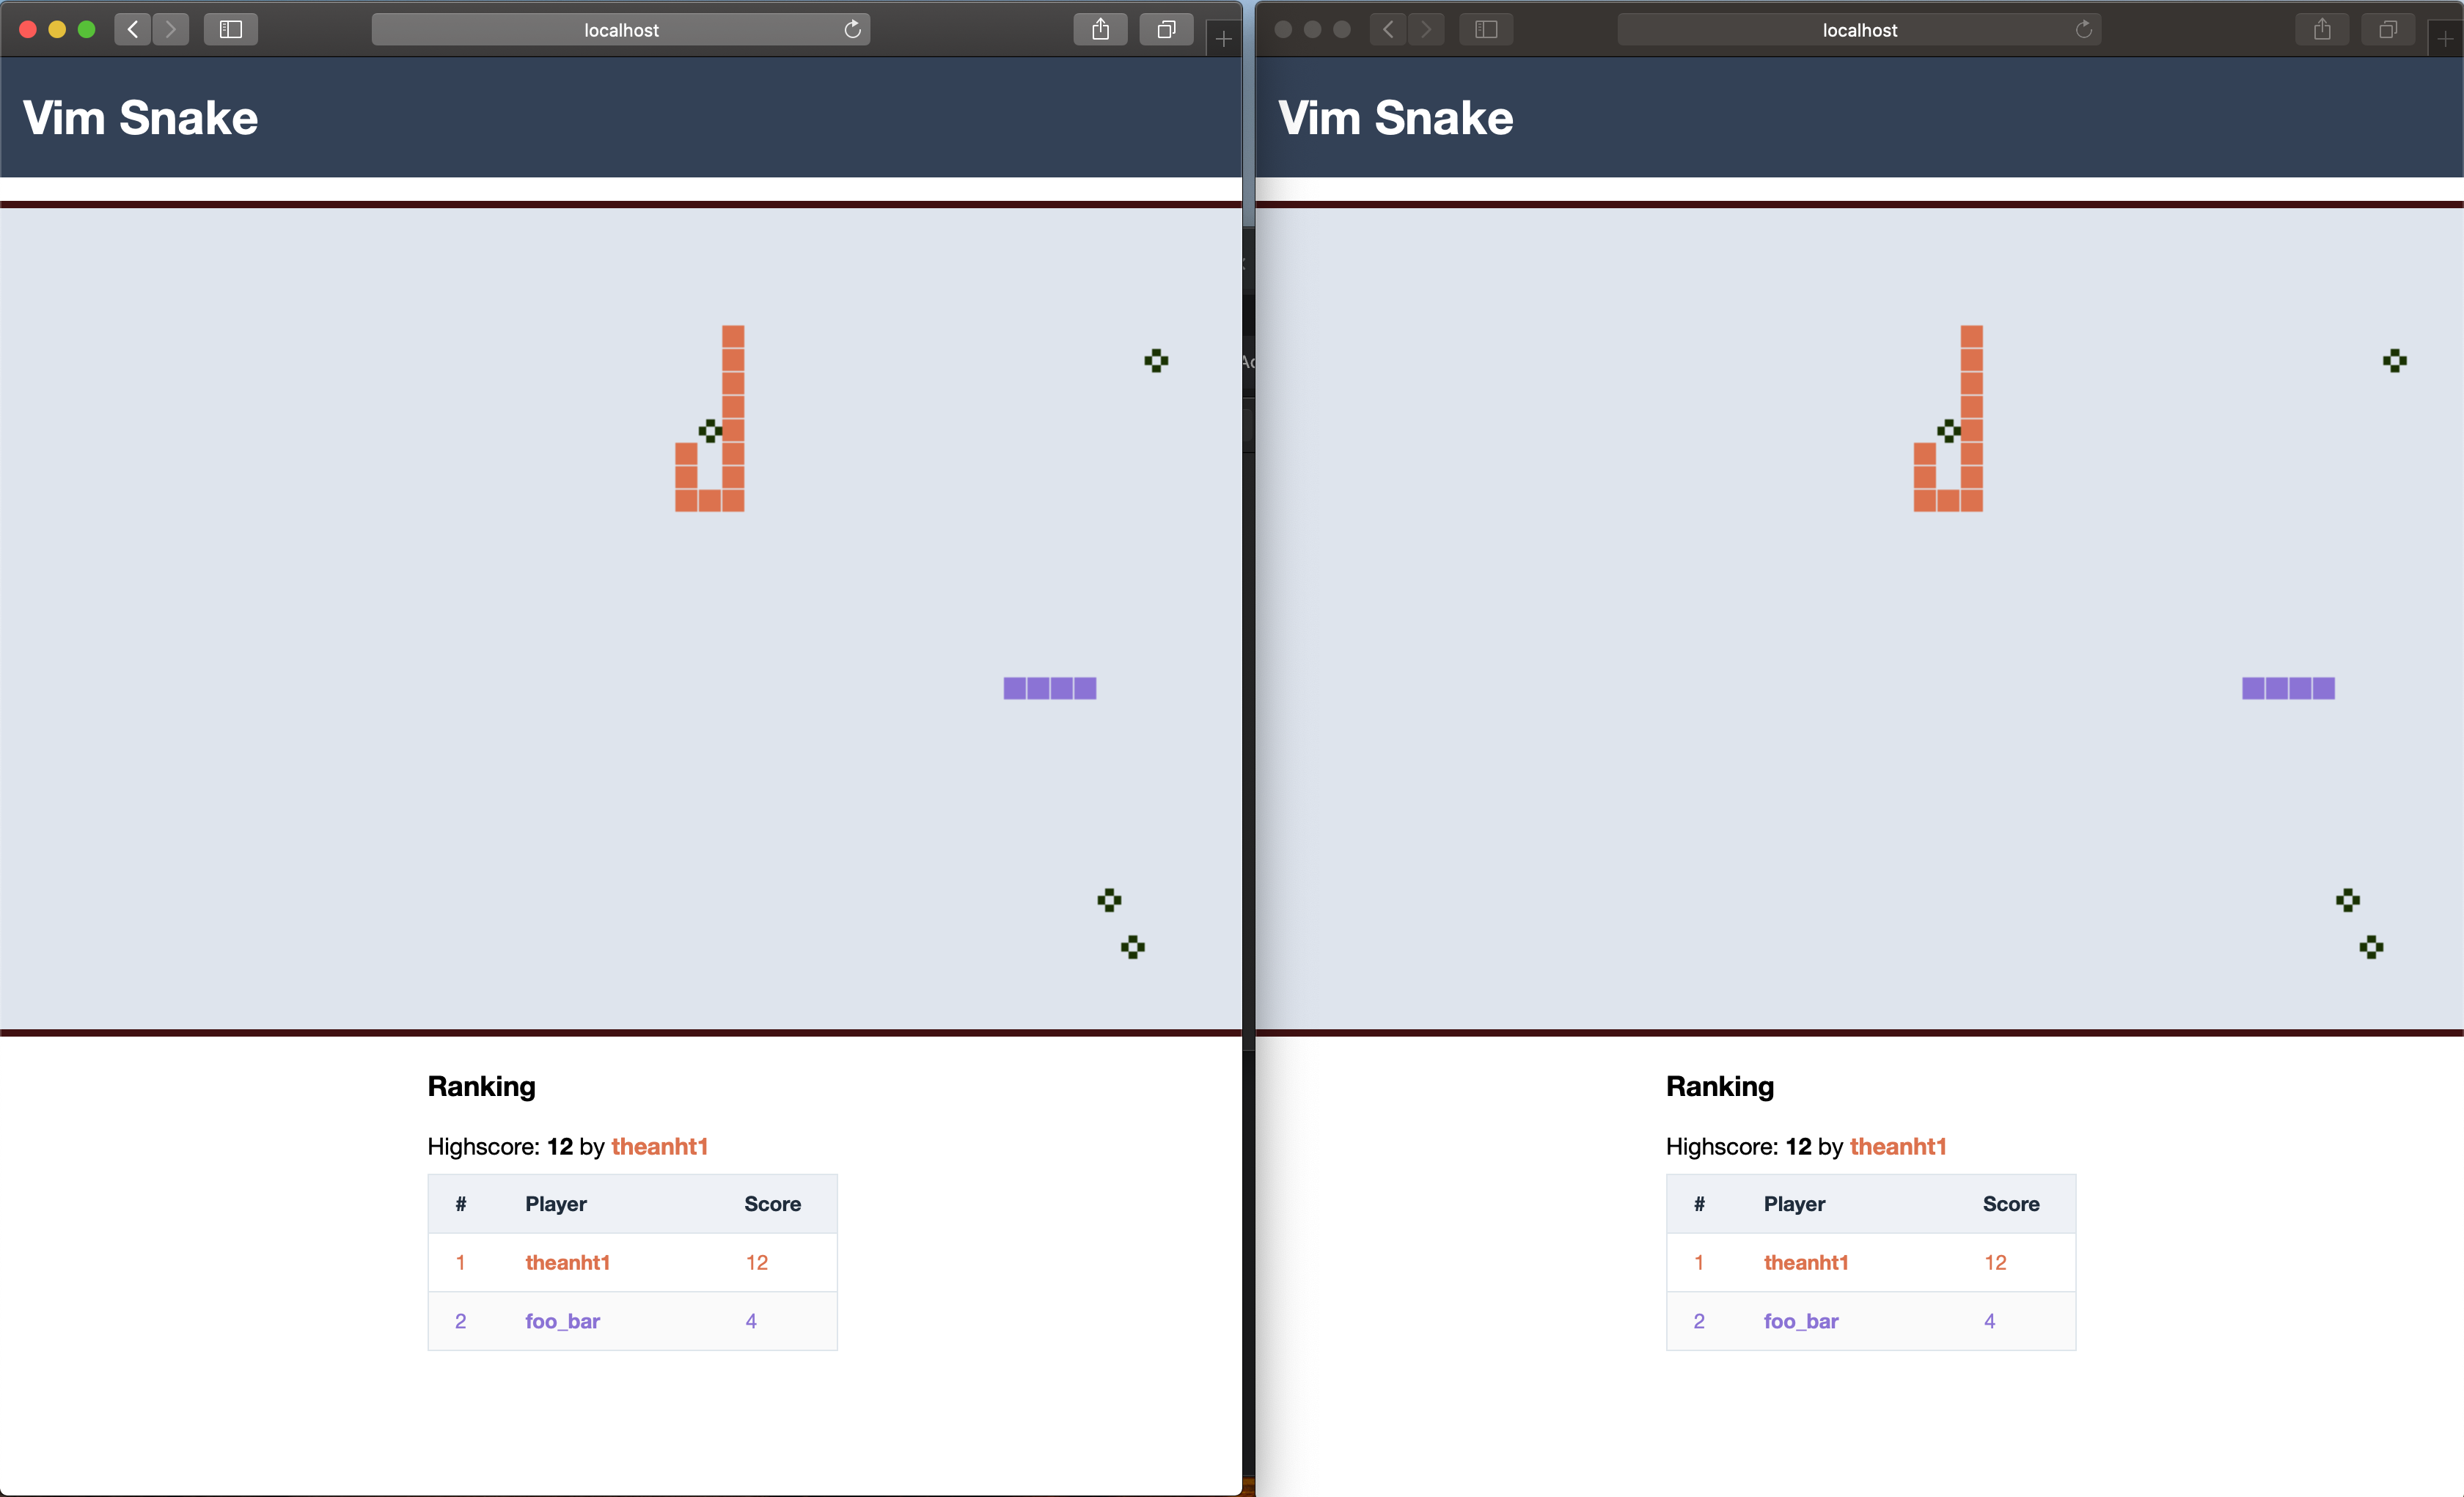 localhost
Vim Snake
Ranking
Highscore: 12 by theanht1
# Player Score
1 theanht1 12
2 foo_bar 4
Ac
localhost
Vim Snake
Ranking
Highscore: 12 by theanht1
# Player Score
1 theanht1 12
2 foo_bar 4